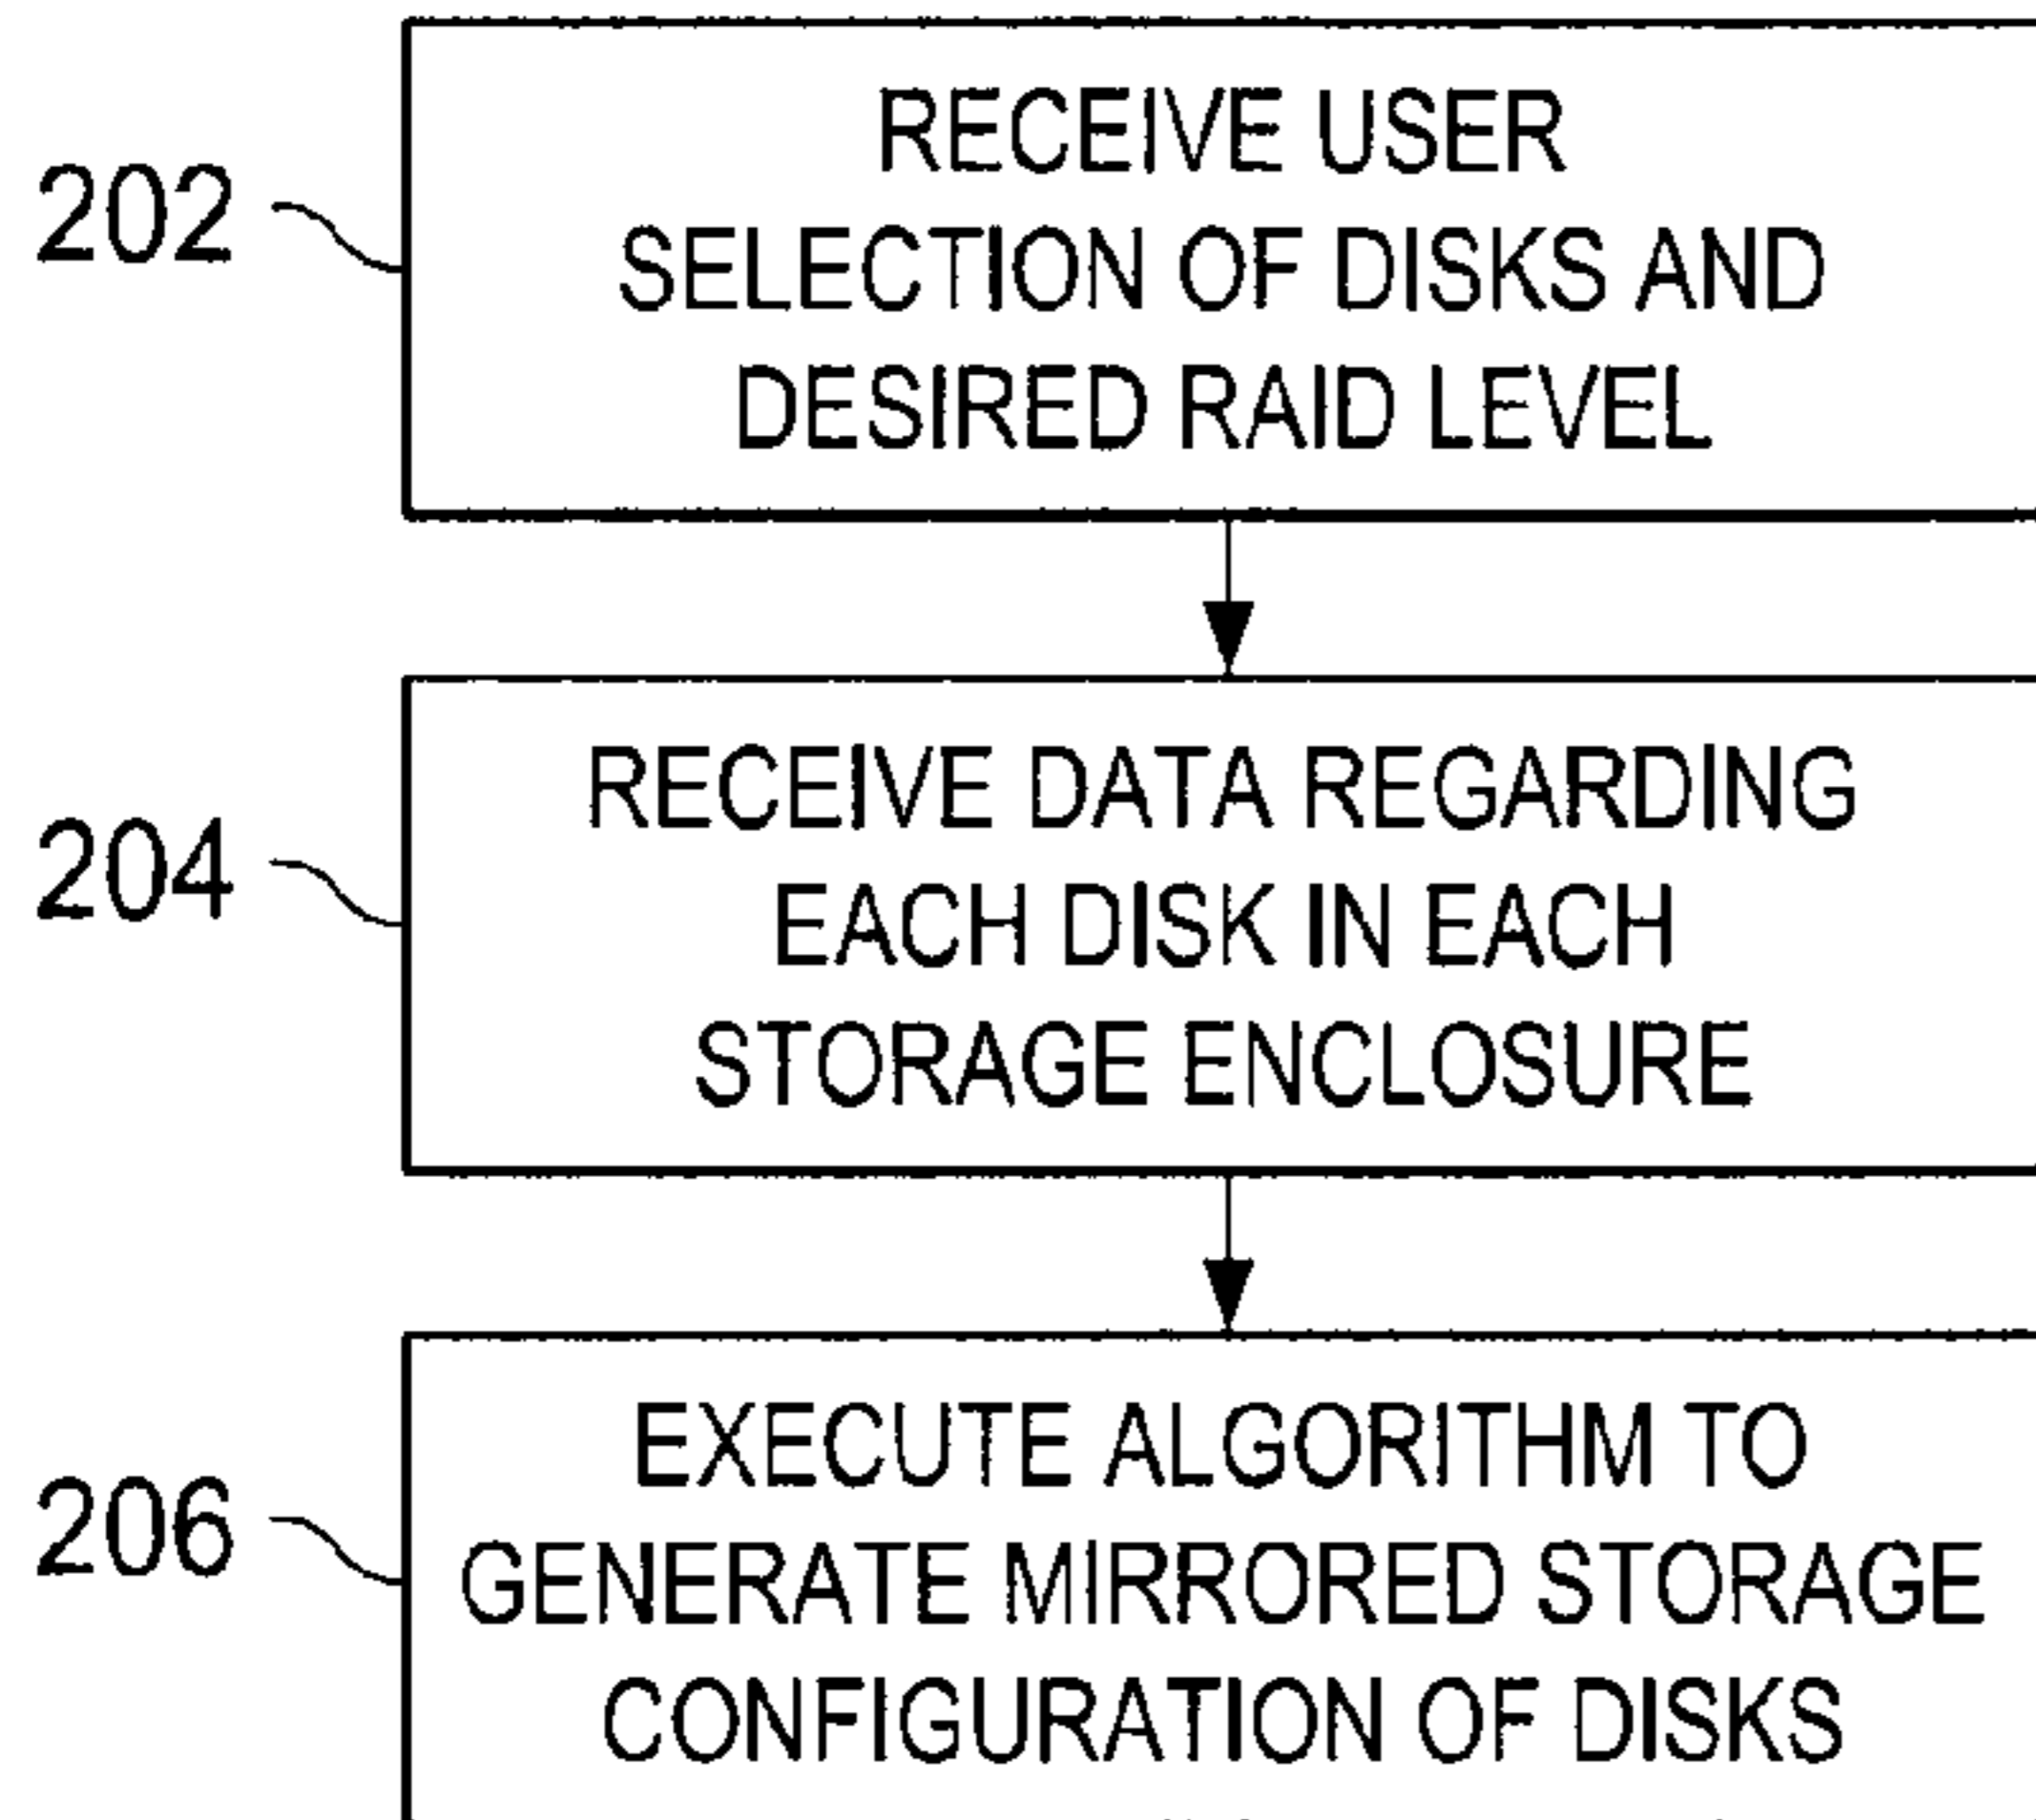 202
RECEIVE USER
SELECTION OF DISKS AND
DESIRED RAID LEVEL
204
RECEIVE DATA REGARDING
EACH DISK IN EACH
STORAGE ENCLOSURE
206
EXECUTE ALGORITHM TO
GENERATE MIRRORED STORAGE
CONFIGURATION OF DISKS